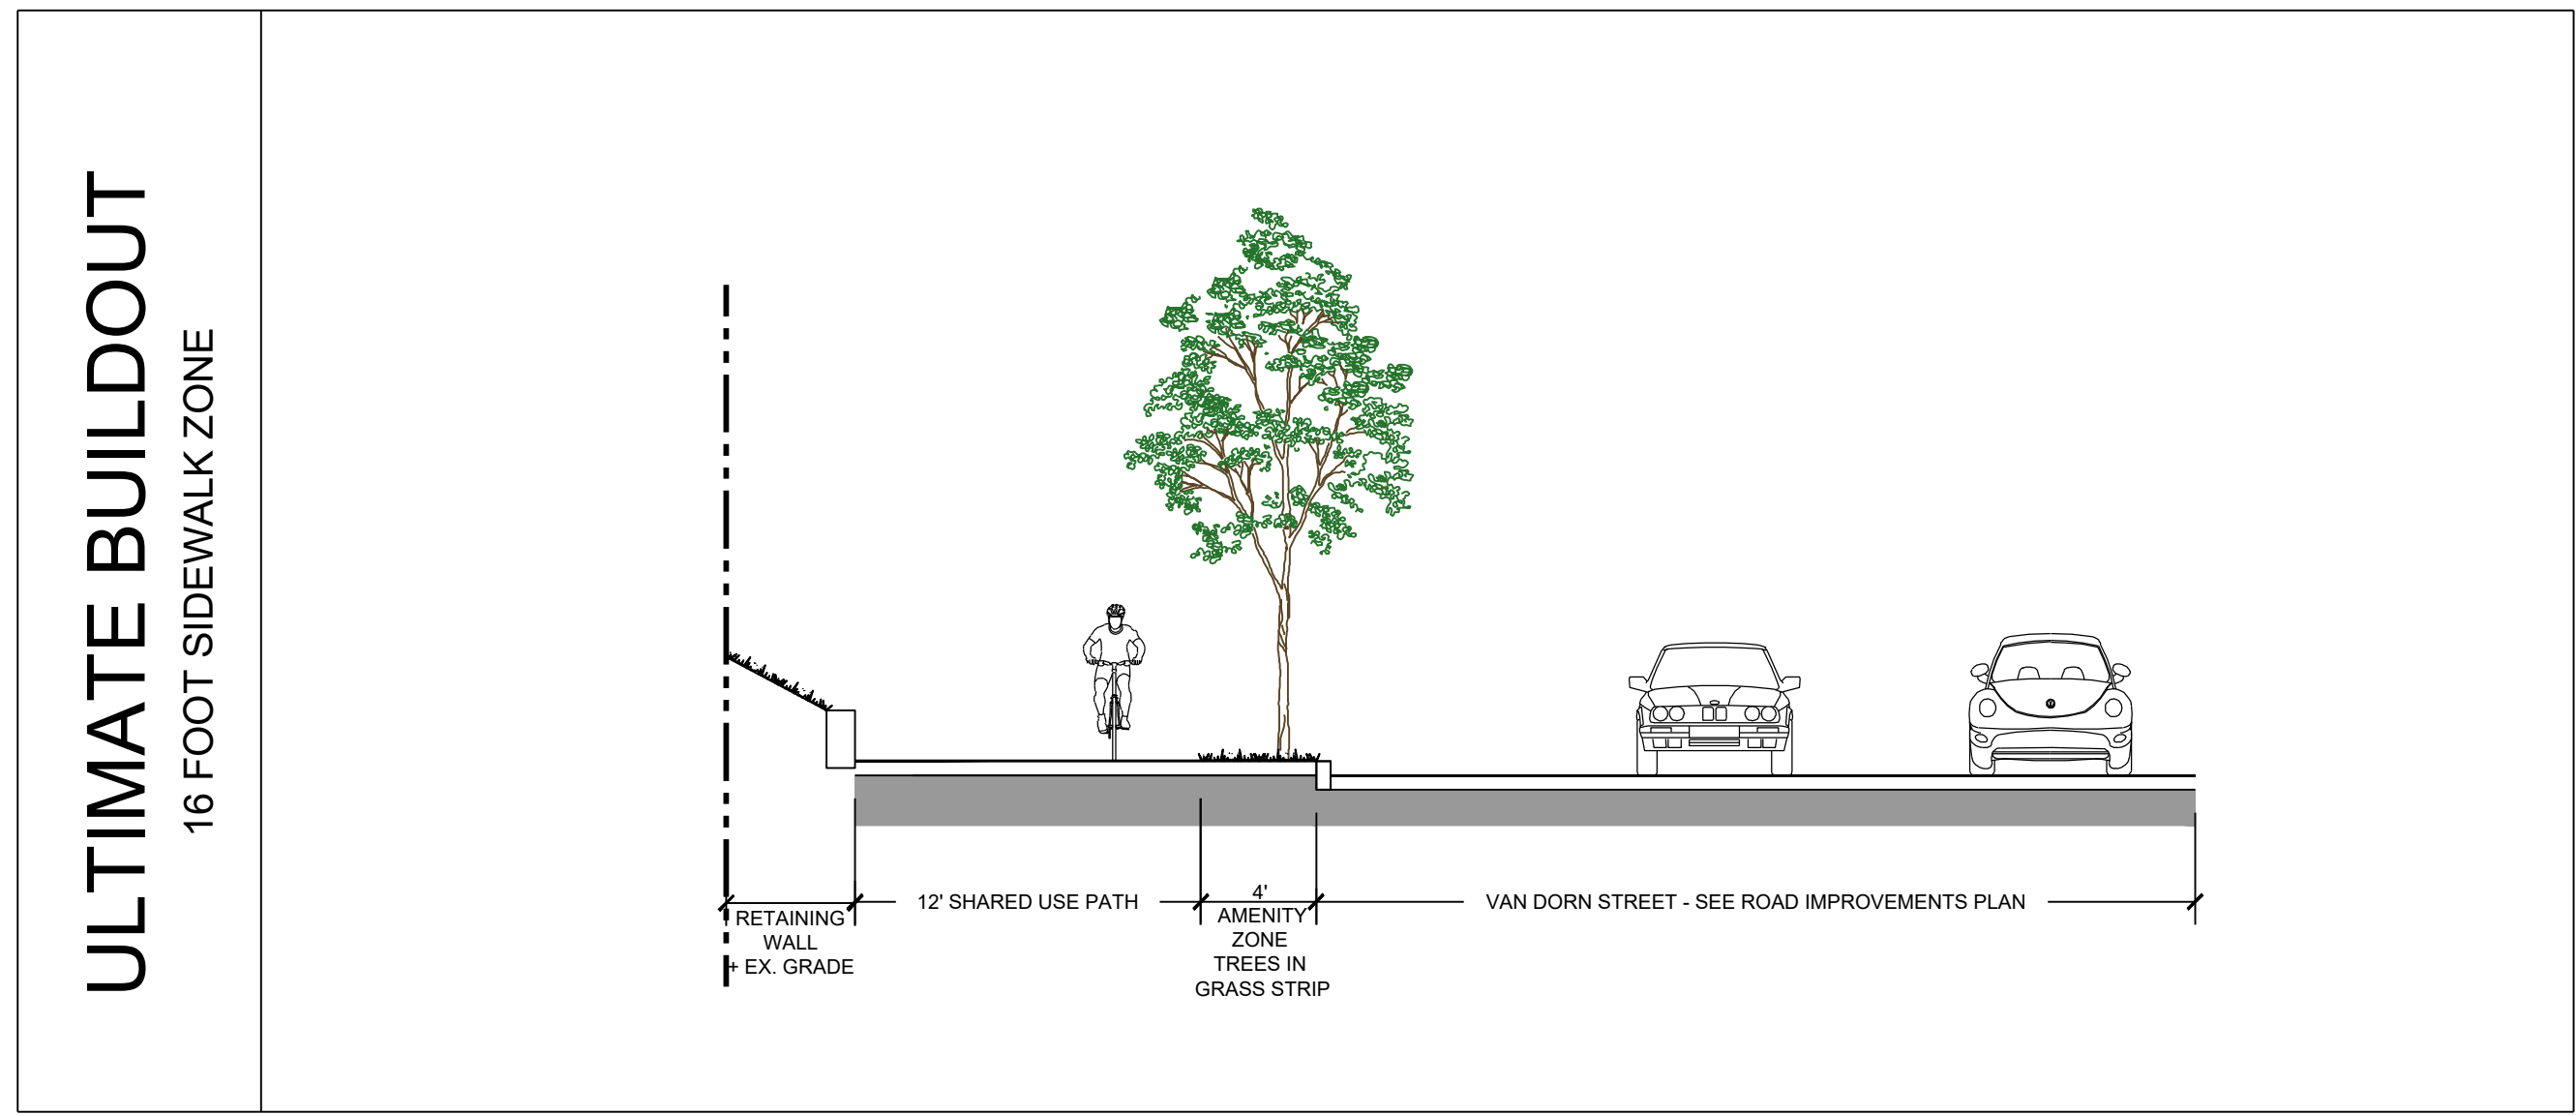 ULTIMATE BUILDOUT
16 FOOT SIDEWALK ZONE
RETAINING
WALL
+ EX. GRADE
12' SHARED USE PATH
4'
AMENITY
ZONE
TREES IN
GRASS STRIP
VAN DORN STREET - SEE ROAD IMPROVEMENTS PLAN